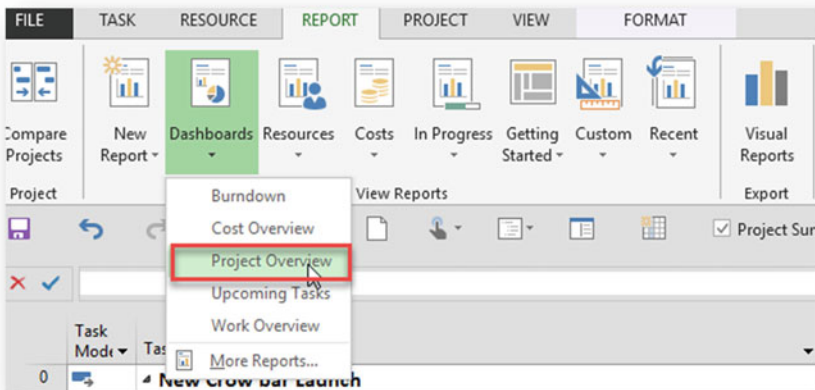 FILE TASK RESOURCE REPORT PROJECT VIEW FORMAT
Compare Projects
New Report
Dashboards
Resources
Costs
In Progress
Getting Started
Custom
Recent
Visual Reports
Project
View Reports
Export
Burndown
Cost Overview
Project Overview
Upcoming Tasks
Work Overview
More Reports...
Project Sur
Task
Mode
Tas
0
New Crow bar Launch